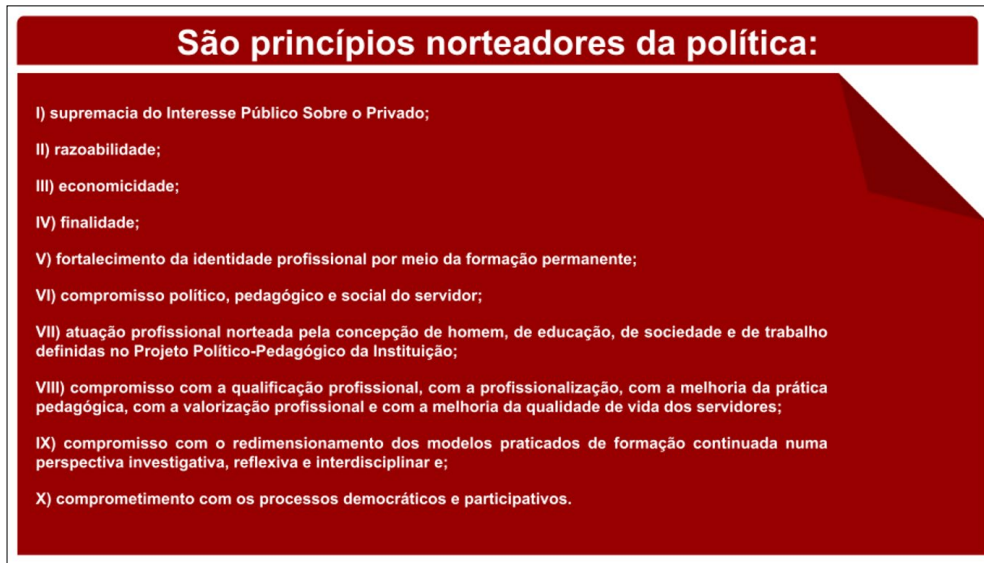 São princípios norteadores da política:
I) supremacia do Interesse Público Sobre o Privado;
II) razoabilidade;
III) economicidade;
IV) finalidade;
V) fortalecimento da identidade profissional por meio da formação permanente;
VI) compromisso político, pedagógico e social do servidor;
VII) atuação profissional norteada pela concepção de homem, de educação, de sociedade e de trabalho
definidas no Projeto Político-Pedagógico da Instituição;
VIII) compromisso com a qualificação profissional, com a profissionalização, com a melhoria da prática
pedagógica, com a valorização profissional e com a melhoria da qualidade de vida dos servidores;
IX) compromisso com o redimensionamento dos modelos praticados de formação continuada numa
perspectiva investigativa, reflexiva e interdisciplinar e;
X) comprometimento com os processos democráticos e participativos.